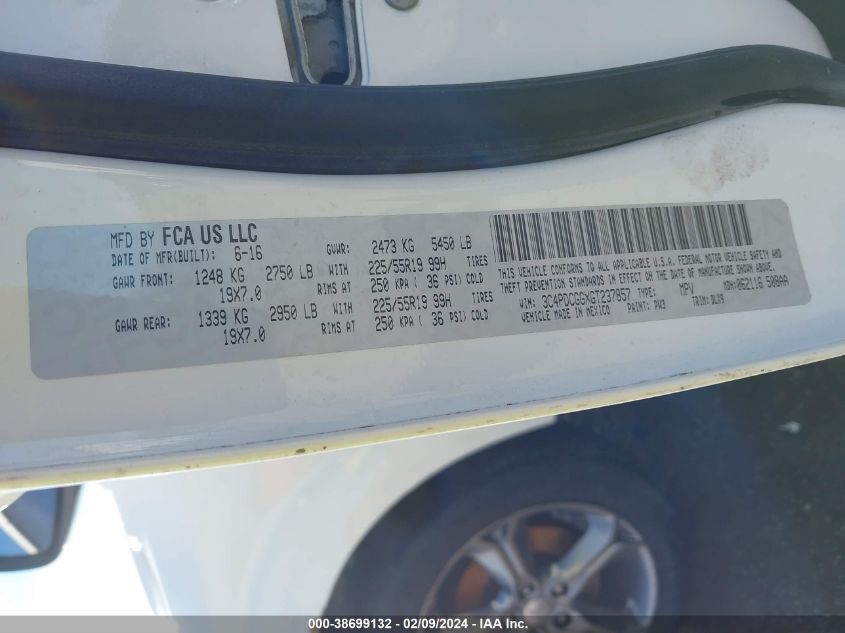 MFD BY FCA US LLC
DATE OF MFR(BUILT): 6-16 GVWR: 2473 KG 5450 LB
GAWR FRONT: 1248 KG 2750 LB WITH 225/55R19 99H TIRES
19X7.0 RIMS AT 250 KPA ( 36 PSI) COLD
GAWR REAR: 1339 KG 2950 LB WITH 225/55R19 99H TIRES
19X7.0 RIMS AT 250 KPA ( 36 PSI) COLD
THIS VEHICLE CONFORMS TO ALL APPLICABLE U.S.A. FEDERAL MOTOR VEHICLE SAFETY AND
THEFT PREVENTION STANDARDS IN EFFECT ON THE DATE OF MANUFACTURE SHOWN ABOVE.
VIN: 3C4PDCGGXGT237857 TYPE: MPV MDH: 062116 508AA
VEHICLE MADE IN MEXICO PAINT: PW3 TRIM: DLX9
000-38699132 - 02/09/2024 - IAA Inc.